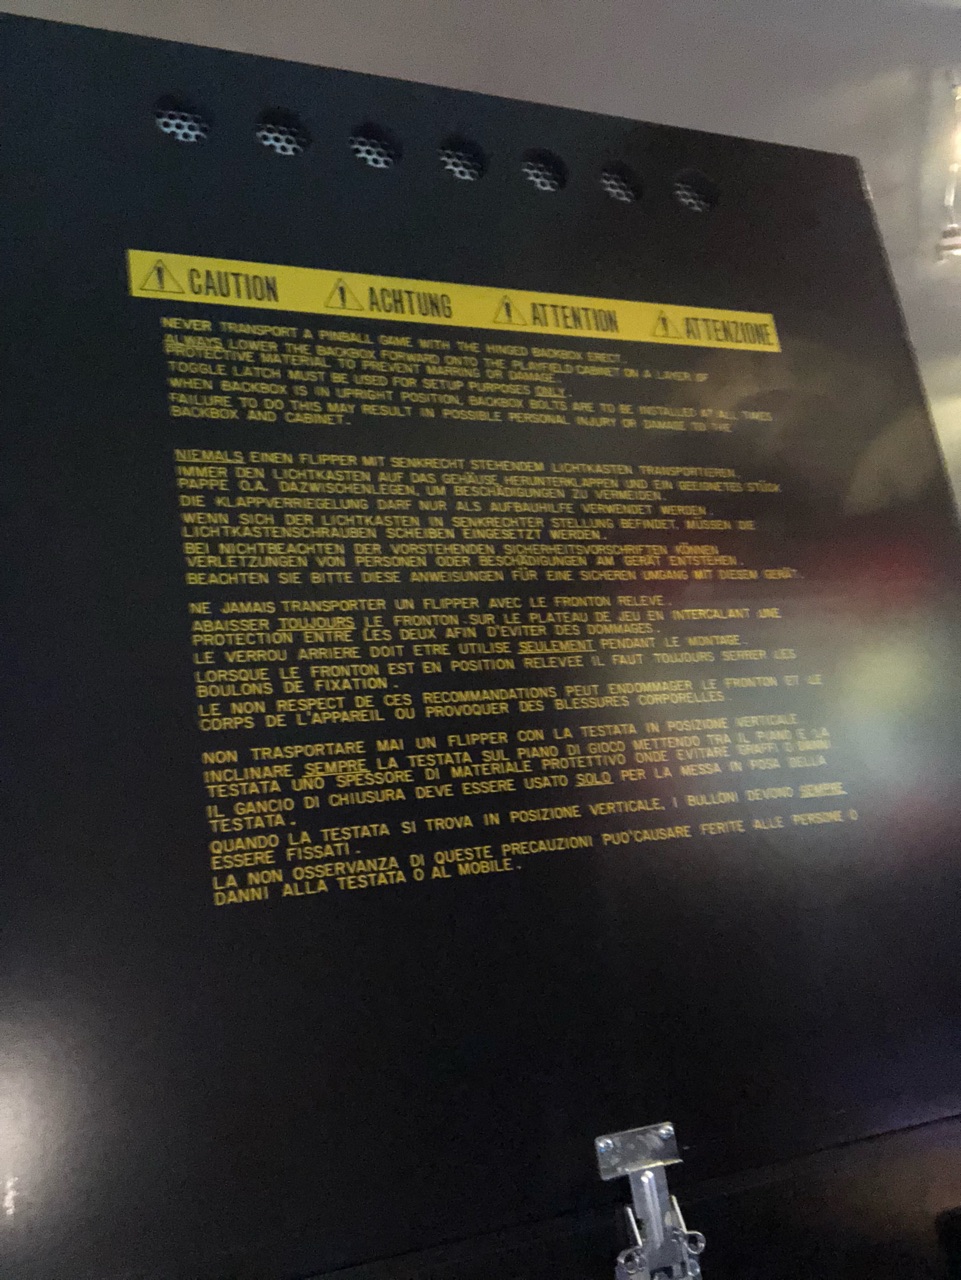 CAUTION ACHTUNG ATTENTION ATTENZIONE
NEVER TRANSPORT A PINBALL GAME WITH THE HINGED BACKBOX ERECT.
ALWAYS LOWER THE BACKBOX FORWARD ONTO THE PLAYFIELD CABINET ON A LAYER OF
PROTECTIVE MATERIAL TO PREVENT MARRING OR DAMAGE.
TOGGLE LATCH MUST BE USED FOR SETUP PURPOSES ONLY.
WHEN BACKBOX IS IN UPRIGHT POSITION, BACKBOX BOLTS ARE TO BE INSTALLED AT ALL TIMES
FAILURE TO DO THIS MAY RESULT IN POSSIBLE PERSONAL INJURY OR DAMAGE TO THE
BACKBOX AND CABINET.
NIEMALS EINEN FLIPPER MIT SENKRECHT STEHENDEM LICHTKASTEN TRANSPORTIEREN.
IMMER DEN LICHTKASTEN AUF DAS GEHÄUSE HERUNTERKLAPPEN UND EIN GEEIGNETES STÜCK
PAPPE O.A. DAZWISCHENLEGEN, UM BESCHÄDIGUNGEN ZU VERMEIDEN.
DIE KLAPPVERRIEGELUNG DARF NUR ALS AUFBAUHILFE VERWENDET WERDEN.
WENN SICH DER LICHTKASTEN IN SENKRECHTER STELLUNG BEFINDET, MÜSSEN DIE
LICHTKASTENSCHRAUBEN SCHEIBEN EINGESETZT WERDEN.
BEI NICHTBEACHTEN DER VORSTEHENDEN SICHERHEITSVORSCHRIFTEN KÖNNEN
VERLETZUNGEN VON PERSONEN ODER BESCHÄDIGUNGEN AM GERÄT ENTSTEHEN.
BEACHTEN SIE BITTE DIESE ANWEISUNGEN FÜR EINE SICHEREN UMGANG MIT DIESEM GERÄT.
NE JAMAIS TRANSPORTER UN FLIPPER AVEC LE FRONTON RELEVE.
ABAISSER TOUJOURS LE FRONTON SUR LE PLATEAU DE JEU EN INTERCALANT UNE
PROTECTION ENTRE LES DEUX AFIN D'EVITER DES DOMMAGES.
LE VERROU ARRIERE DOIT ETRE UTILISE SEULEMENT PENDANT LE MONTAGE.
LORSQUE LE FRONTON EST EN POSITION RELEVEE IL FAUT TOUJOURS SERRER LES
BOULONS DE FIXATION.
LE NON RESPECT DE CES RECOMMANDATIONS PEUT ENDOMMAGER LE FRONTON ET LE
CORPS DE L'APPAREIL OU PROVOQUER DES BLESSURES CORPORELLES.
NON TRASPORTARE MAI UN FLIPPER CON LA TESTATA IN POSIZIONE VERTICALE.
INCLINARE SEMPRE LA TESTATA SUL PIANO DI GIOCO METTENDO TRA IL PIANO E LA
TESTATA UNO SPESSORE DI MATERIALE PROTETTIVO ONDE EVITARE GRAFFI O DANNI
IL GANCIO DI CHIUSURA DEVE ESSERE USATO SOLO PER LA MESSA IN POSA DELLA
TESTATA.
QUANDO LA TESTATA SI TROVA IN POSIZIONE VERTICALE, I BULLONI DEVONO SEMPRE
ESSERE FISSATI.
LA NON OSSERVANZA DI QUESTE PRECAUZIONI PUO'CAUSARE FERITE ALLE PERSONE O
DANNI ALLA TESTATA O AL MOBILE.